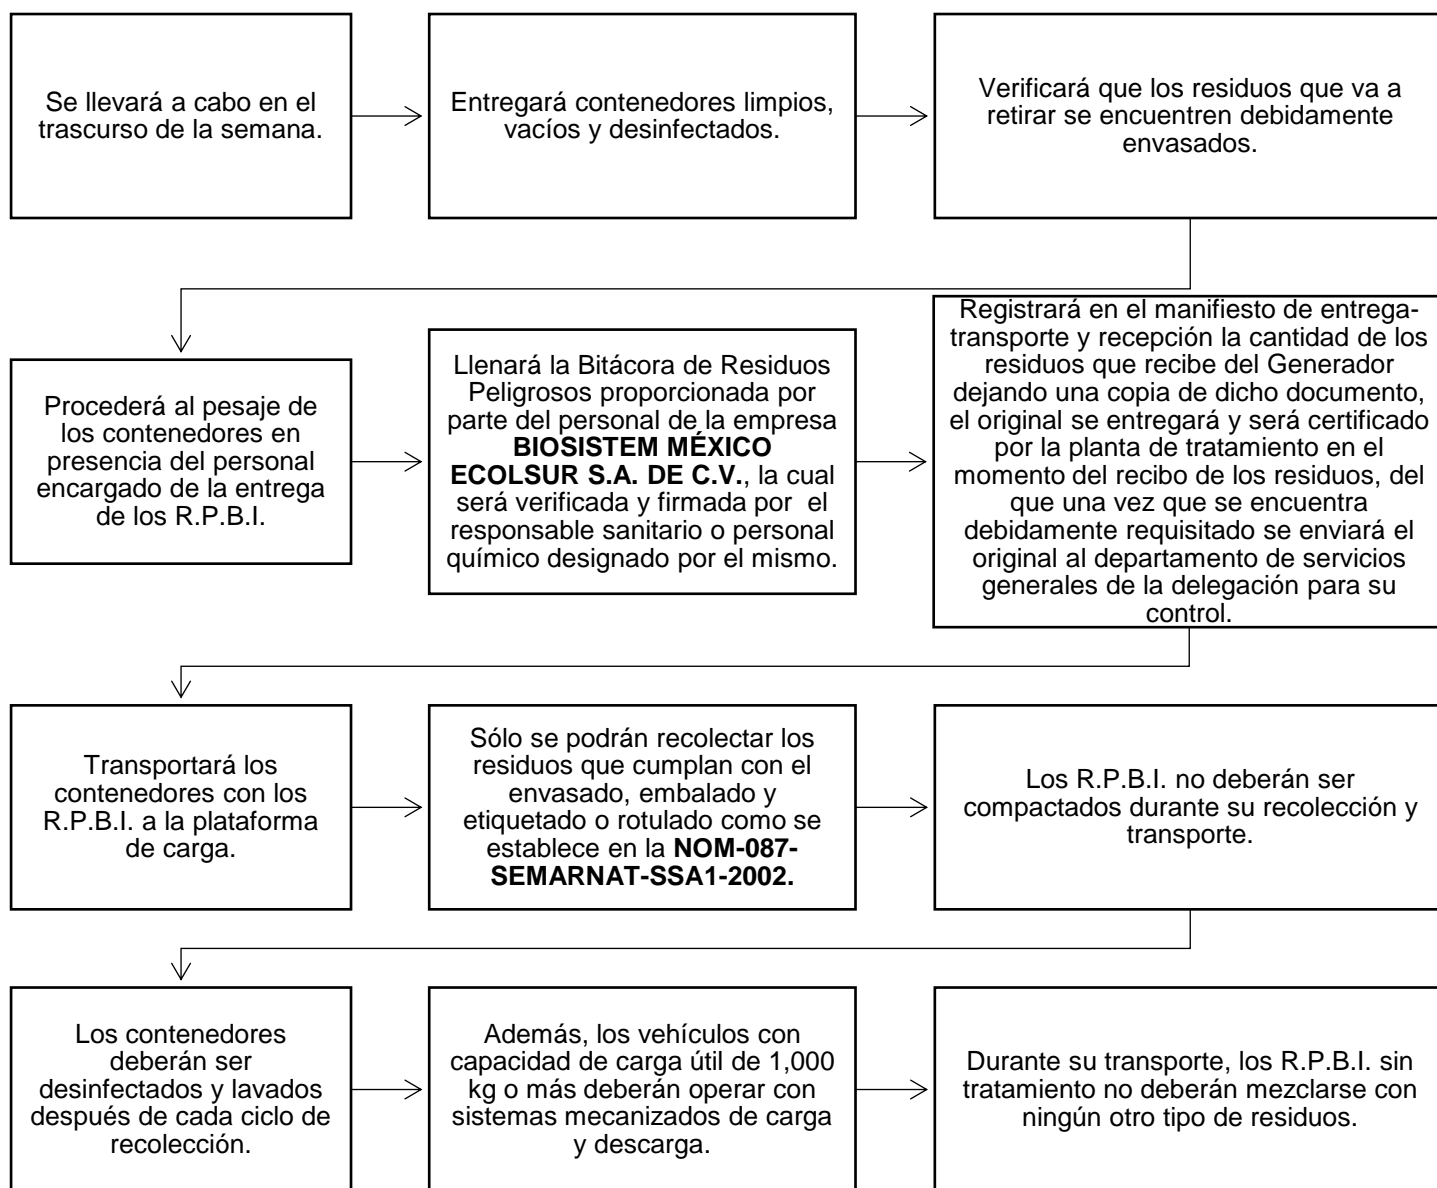 Se llevará a cabo en el
trascurso de la semana.
Entregará contenedores limpios,
vacíos y desinfectados.
Verificará que los residuos que va a
retirar se encuentren debidamente
envasados.
Procederá al pesaje de
los contenedores en
presencia del personal
encargado de la entrega
de los R.P.B.I.
Llenará la Bitácora de Residuos
Peligrosos proporcionada por
parte del personal de la empresa
BIOSISTEM MÉXICO
ECOLSUR S.A. DE C.V., la cual
será verificada y firmada por  el
responsable sanitario o personal
químico designado por el mismo.
Registrará en el manifiesto de entrega-
transporte y recepción la cantidad de los
residuos que recibe del Generador
dejando una copia de dicho documento,
el original se entregará y será certificado
por la planta de tratamiento en el
momento del recibo de los residuos, del
que una vez que se encuentra
debidamente requisitado se enviará el
original al departamento de servicios
generales de la delegación para su
control.
Transportará los
contenedores con los
R.P.B.I. a la plataforma
de carga.
Sólo se podrán recolectar los
residuos que cumplan con el
envasado, embalado y
etiquetado o rotulado como se
establece en la NOM-087-
SEMARNAT-SSA1-2002.
Los R.P.B.I. no deberán ser
compactados durante su recolección y
transporte.
Los contenedores
deberán ser
desinfectados y lavados
después de cada ciclo de
recolección.
Además, los vehículos con
capacidad de carga útil de 1,000
kg o más deberán operar con
sistemas mecanizados de carga
y descarga.
Durante su transporte, los R.P.B.I. sin
tratamiento no deberán mezclarse con
ningún otro tipo de residuos.